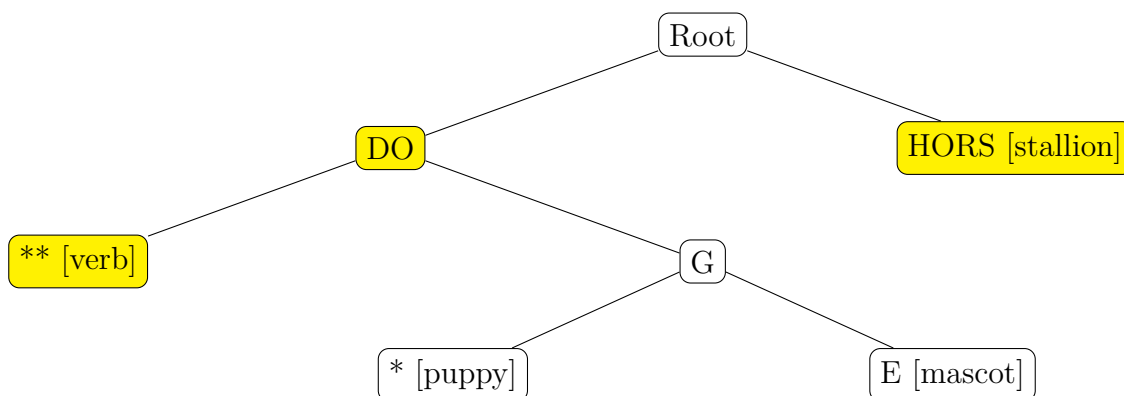 Root
DO
HORS [stallion]
** [verb]
G
* [puppy]
E [mascot]